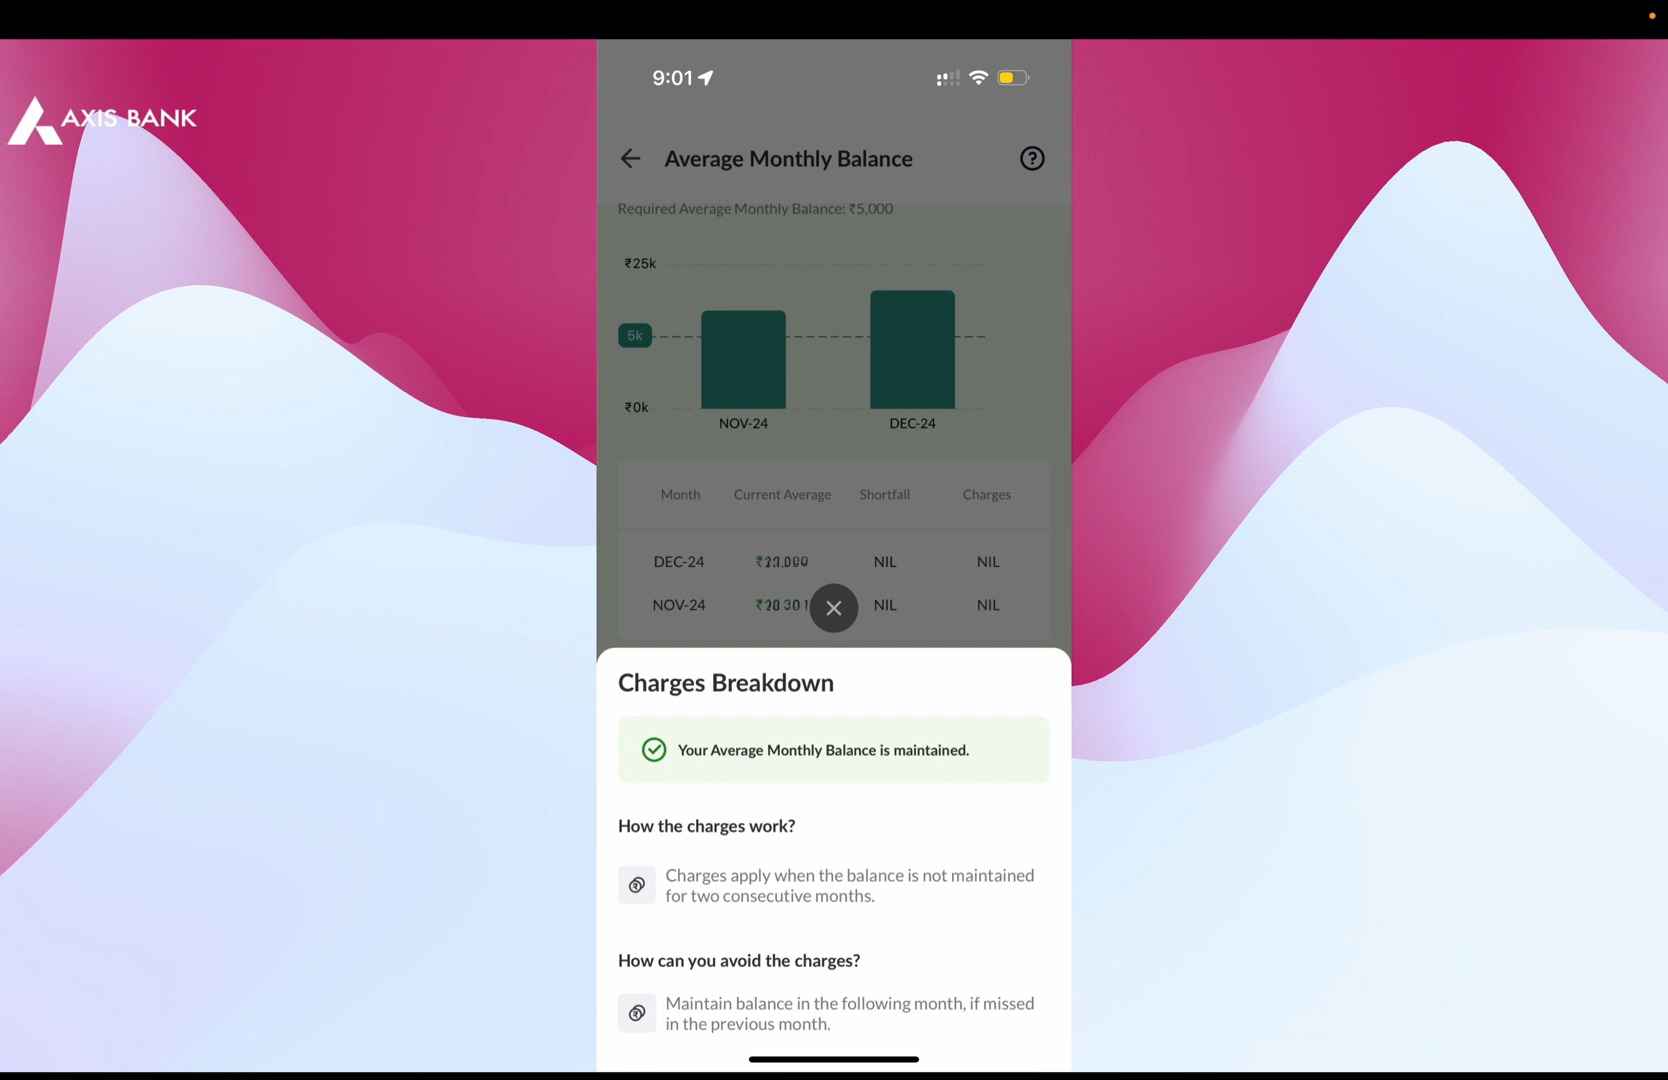 9:01
AXIS BANK
Average Monthly Balance
Required Average Monthly Balance: ₹5,000
₹25k
5k
₹0k
NOV-24 DEC-24
Month Current Average Shortfall Charges
DEC-24 NIL NIL
NOV-24 NIL NIL
Charges Breakdown
Your Average Monthly Balance is maintained.
How the charges work?
Charges apply when the balance is not maintained
for two consecutive months.
How can you avoid the charges?
Maintain balance in the following month, if missed
in the previous month.